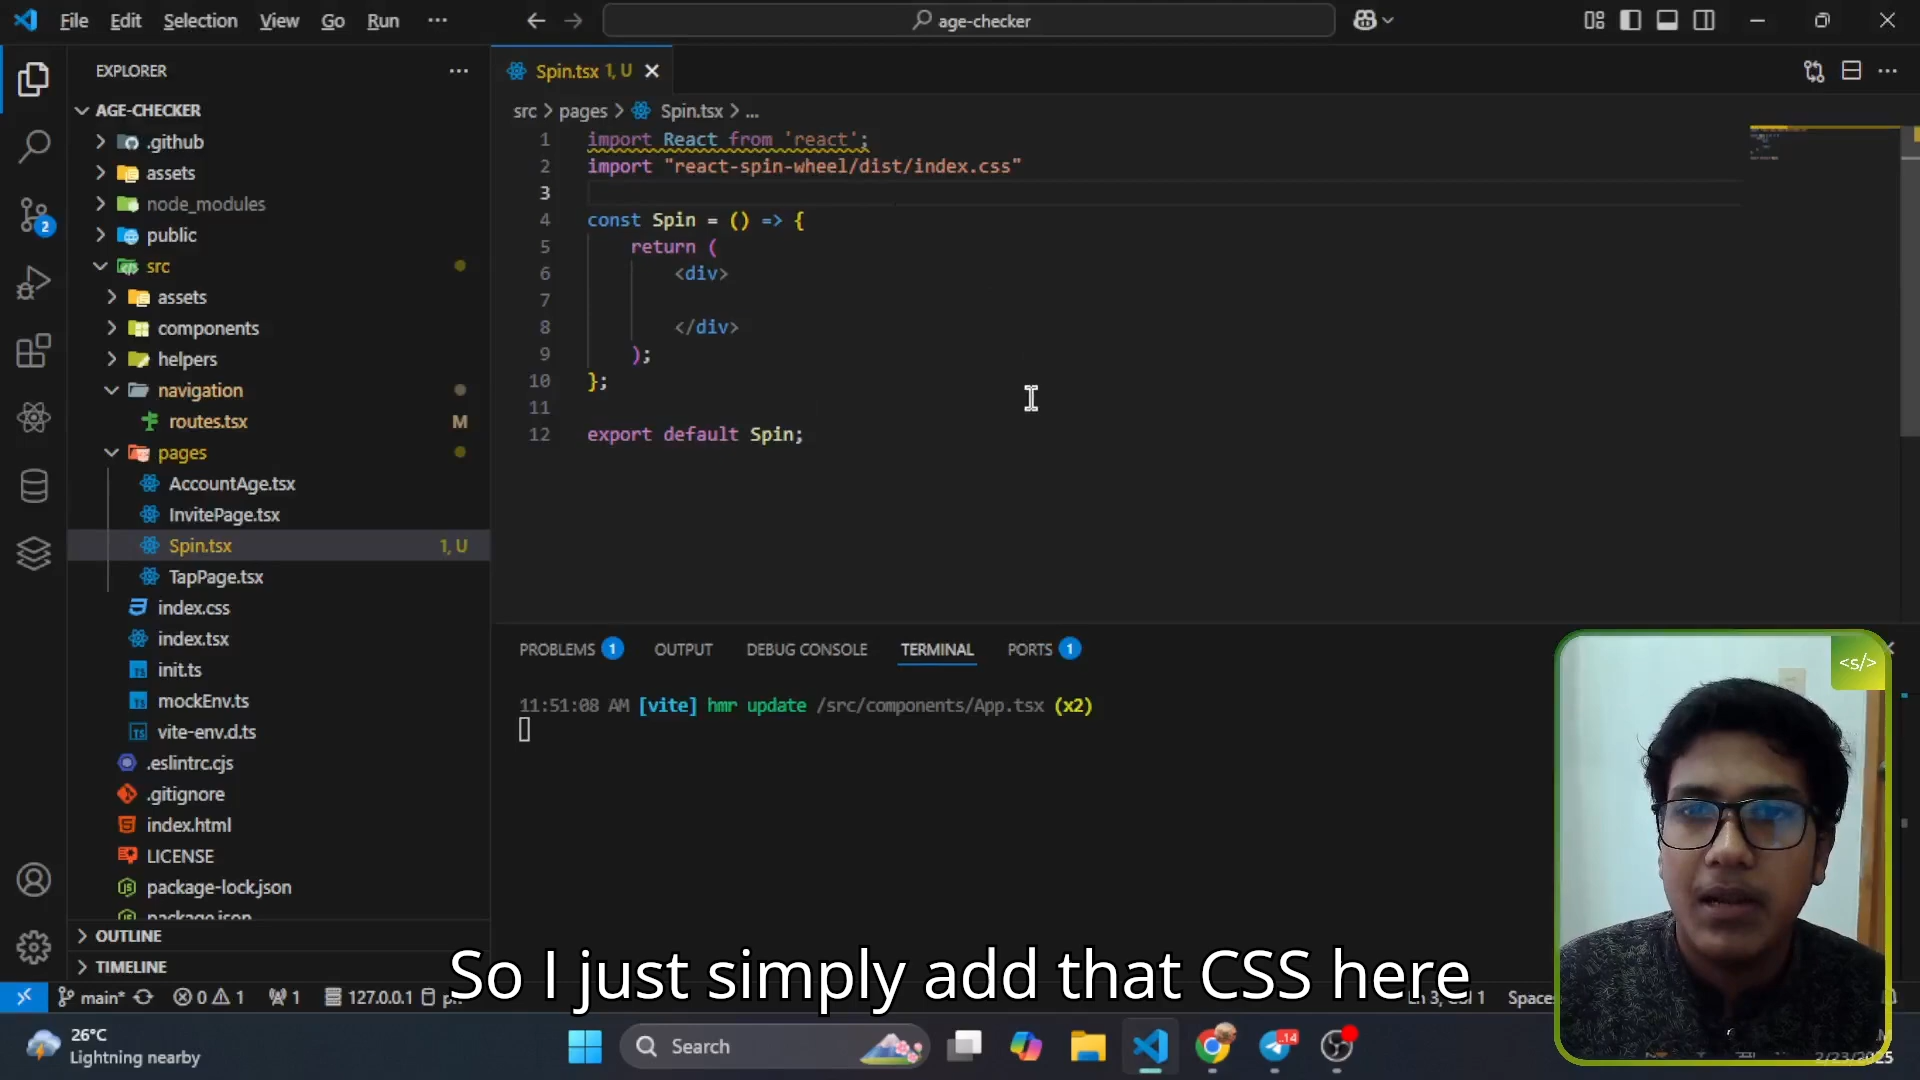 File Edit Selection View Go Run ... age-checker
EXPLORER ...
AGE-CHECKER
.github
assets
node_modules
public
src
assets
components
helpers
navigation
routes.tsx M
pages
AccountAge.tsx
InvitePage.tsx
Spin.tsx 1, U
TapPage.tsx
index.css
index.tsx
init.ts
mockEnv.ts
vite-env.d.ts
.eslintrc.cjs
.gitignore
index.html
LICENSE
package-lock.json
package.json
OUTLINE
TIMELINE
Spin.tsx 1, U
src > pages > Spin.tsx > ...
1 import React from 'react';
2 import "react-spin-wheel/dist/index.css"
3
4 const Spin = () => {
5 return (
6 <div>
7
8 </div>
9 );
10 };
11
12 export default Spin;
PROBLEMS 1 OUTPUT DEBUG CONSOLE TERMINAL PORTS 1
11:51:08 AM [vite] hmr update /src/components/App.tsx (x2)
<s/>
So I just simply add that CSS here
main* 0 1 1 127.0.0.1
26°C
Lightning nearby
Search
2/23/2025